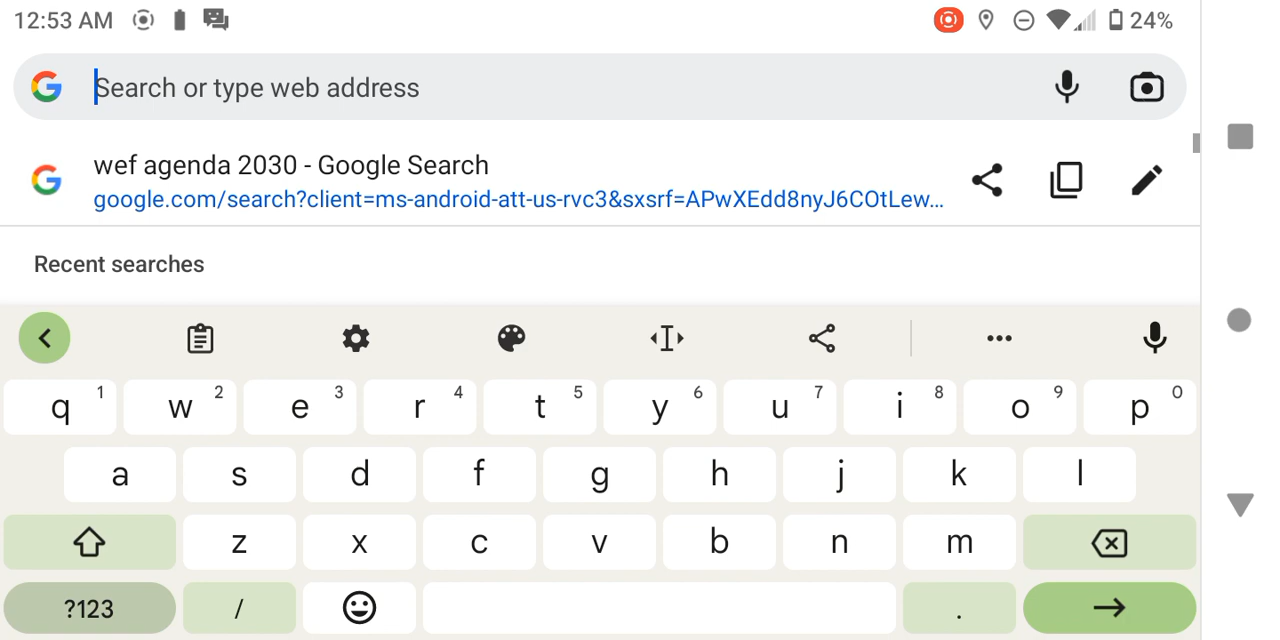 12:53 AM 24%
Search or type web address
wef agenda 2030 - Google Search
google.com/search?client=ms-android-att-us-rvc3&sxsrf=APwXEdd8nyJ6COtLew...
Recent searches
q 1 w 2 e 3 r 4 t 5 y 6 u 7 i 8 o 9 p 0
a s d f g h j k l
z x c v b n m
?123 / .